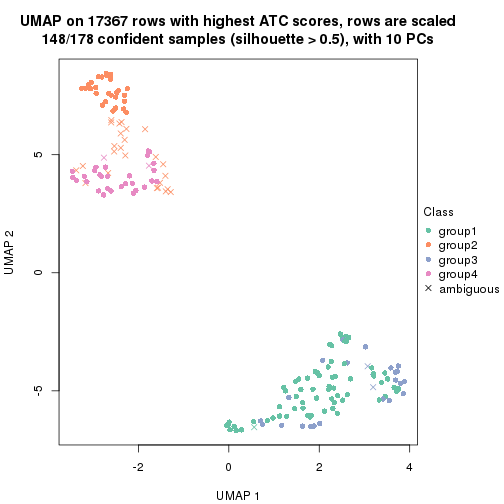 UMAP on 17367 rows with highest ATC scores, rows are scaled
148/178 confident samples (silhouette > 0.5), with 10 PCs
5
0
-5
UMAP 2
-2
0
2
4
UMAP 1
Class
group1
group2
group3
group4
ambiguous